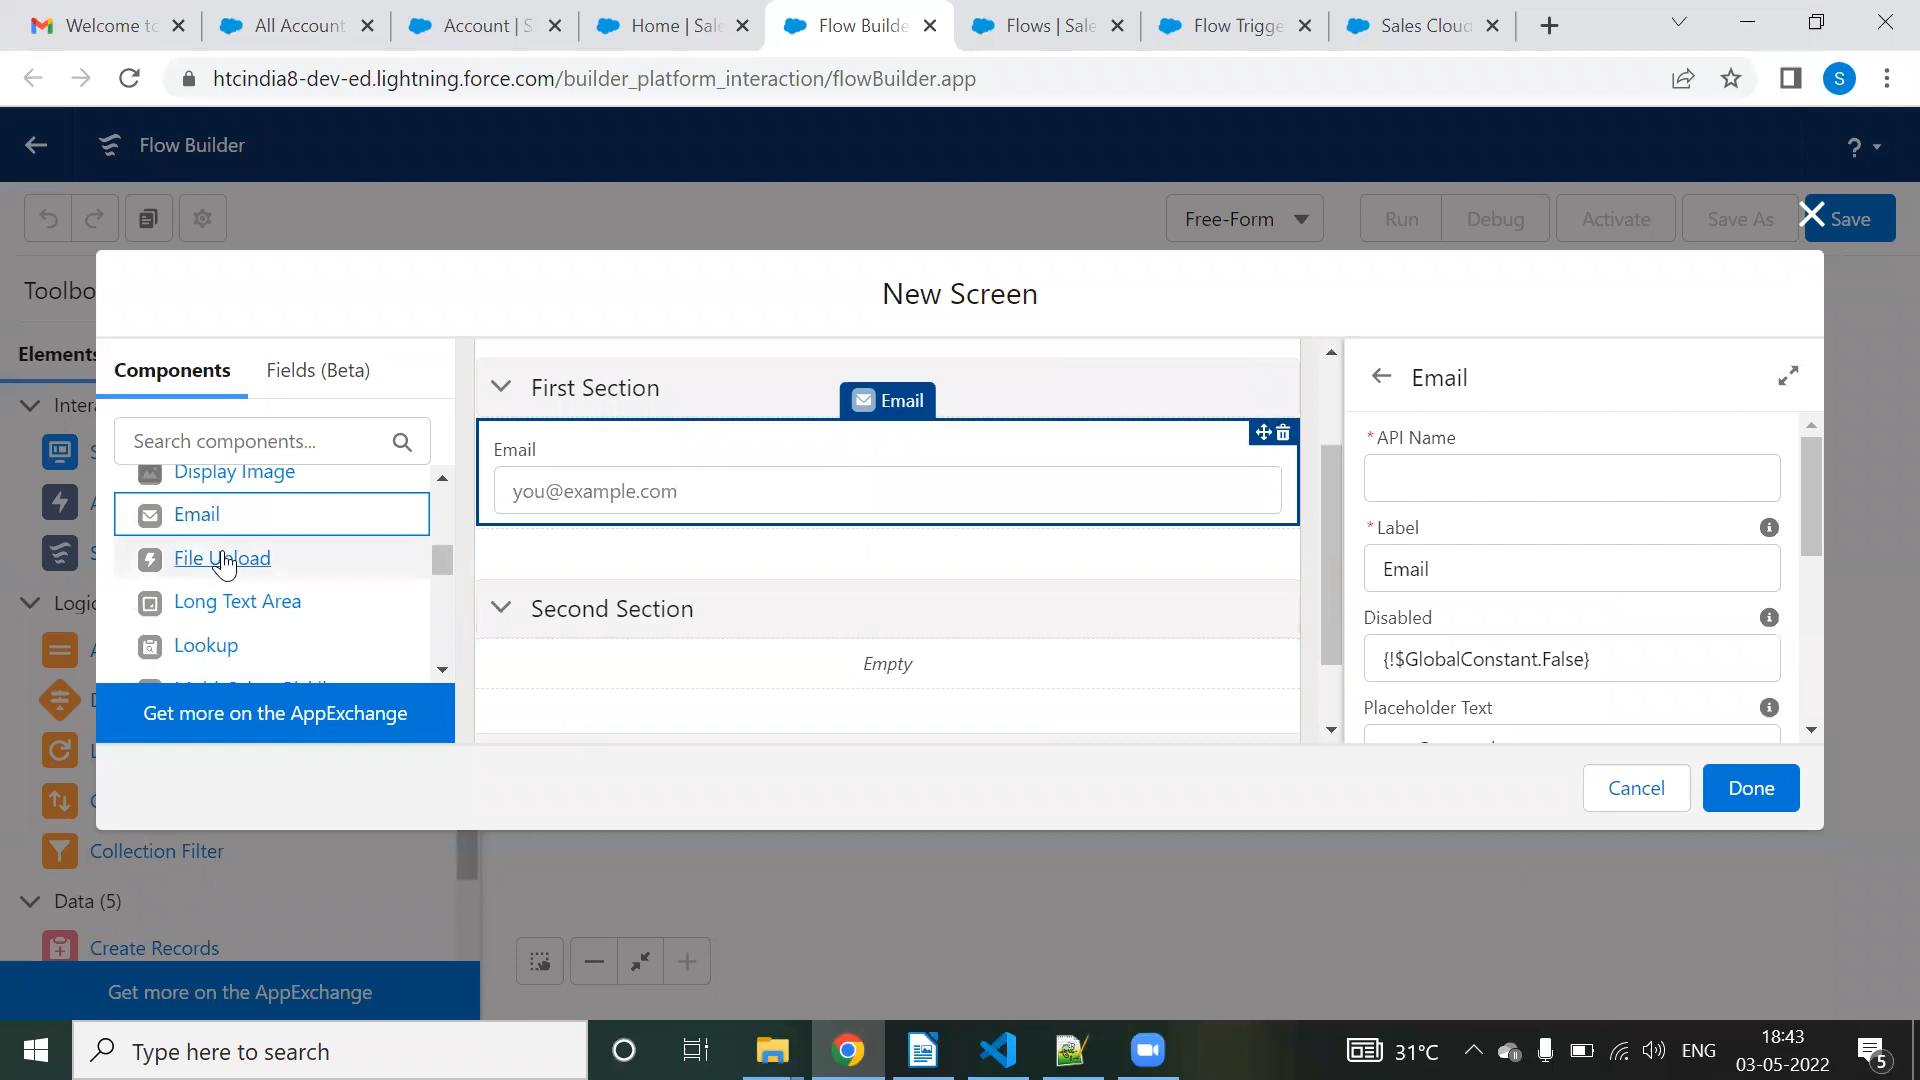 Welcome to
All Account
Account | S
Home | Sale
Flow Builde
Flows | Sale
Flow Trigge
Sales Cloud
htcindia8-dev-ed.lightning.force.com/builder_platform_interaction/flowBuilder.app
S
Flow Builder
?
Free-Form
Run
Debug
Activate
Save As
Save
Toolbo
New Screen
Elements
Components
Fields (Beta)
Inter
Search components...
Display Image
Email
File Upload
Long Text Area
Lookup
Get more on the AppExchange
First Section
Email
Email
you@example.com
Second Section
Empty
Email
*API Name
*Label
Email
Disabled
{!$GlobalConstant.False}
Placeholder Text
Cancel
Done
Logic
Collection Filter
Data (5)
Create Records
Get more on the AppExchange
Type here to search
31°C
ENG
18:43
03-05-2022
5